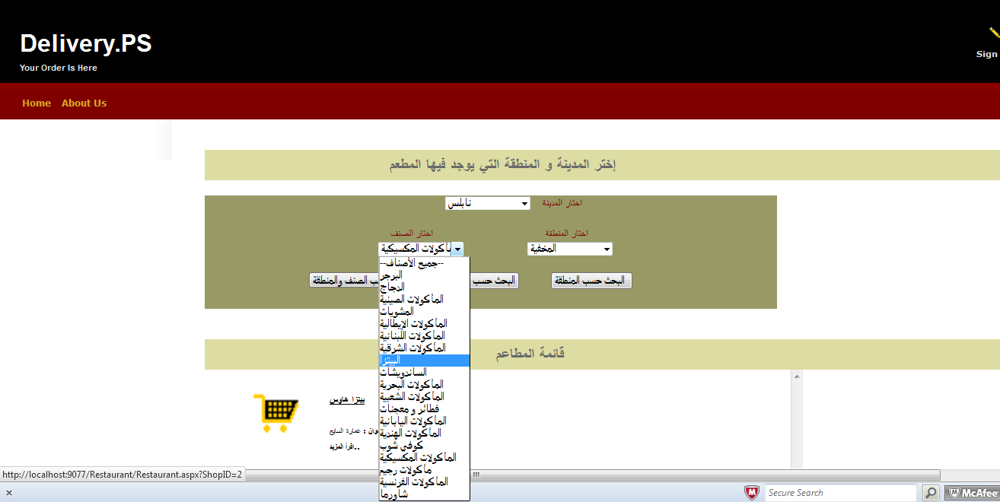 Delivery.PS
Your Order Is Here
Sign
Home About Us
إختر المدينة و المنطقة التي يوجد فيها المطعم
اختار المدينة نابلس
اختار المنطقة اختار الصنف
المخفية مأكولات المكسيكية
البحث حسب المنطقة البحث حسب ب الصنف والمنطقة
--جميع الأصناف--
البرجر
الدجاج
المأكولات الصينية
المشويات
المأكولات الإيطالية
المأكولات اللبنانية
المأكولات الشرقية
البيتزا
الساندويشات
المأكولات البحرية
المأكولات الشعبية
فطائر و معجنات
المأكولات اليابانية
المأكولات الهندية
كوفي شوب
المأكولات المكسيكية
مأكولات رجيم
المأكولات الفرنسية
شاورما
قائمة المطاعم
بيتزا هاوس
وان : عمارة السايح
اقرأ المزيد..
http://localhost:9077/Restaurant/Restaurant.aspx?ShopID=2
Secure Search McAfee